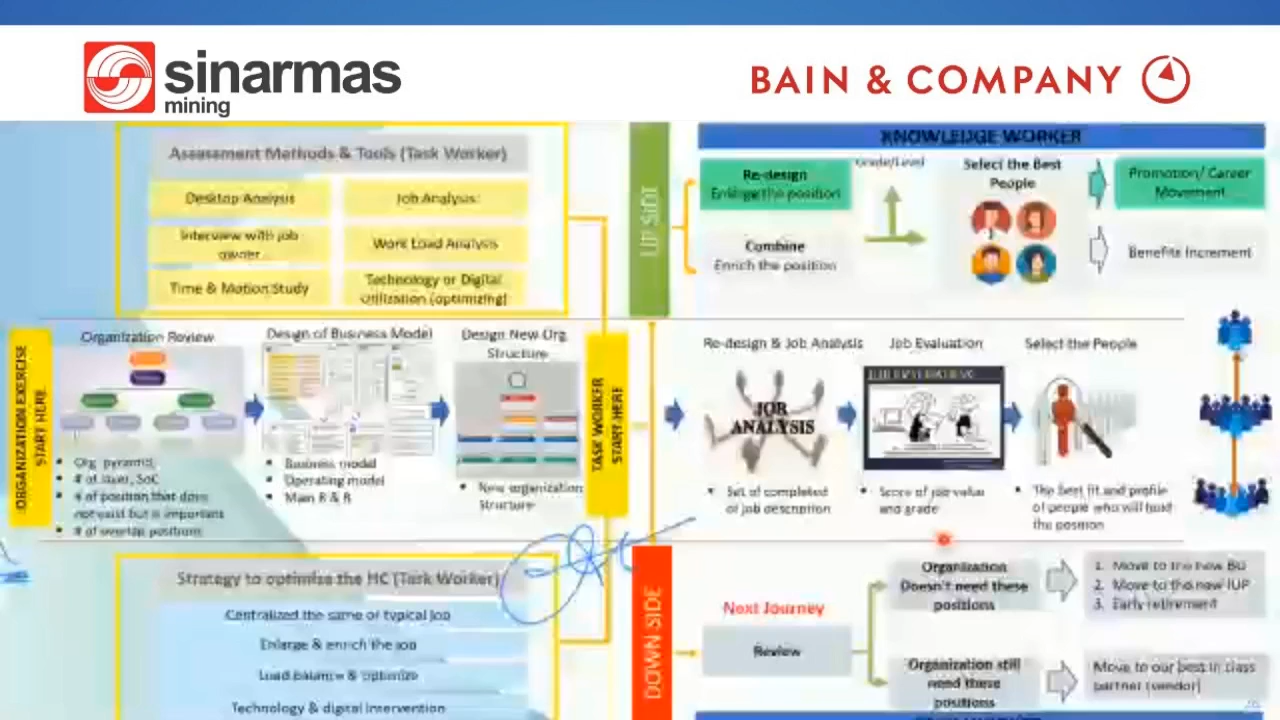 sinarmas
mining
BAIN & COMPANY
Assessment Methods & Tools (Task Worker)
Desktop Analysis
Job Analysis
Interview with job
owner
Work Load Analysis
Time & Motion Study
Technology or Digital
Utilization (optimizing)
UP SIDE
KNOWLEDGE WORKER
Re-design
Enlarge the position
Combine
Enrich the position
Grade/Level
Select the Best
People
Promotion/ Career
Movement
Benefits Increment
ORGANIZATION EXERCISE
START HERE
Organization Review
• Org. pyramid
• # of layer, SoC
• # of position that does
not exist but is important
• # of overlap positions
Design of Business Model
• Business model
• Operating model
• Main R & R
Design New Org
Structure
• New organization
Structure
TASK WORKER
START HERE
Re-design & Job Analysis
JOB
ANALYSIS
• Set of completed
of job description
Job Evaluation
• Score of job value
and grade
Select the People
• The best fit and profile
of people who will hold
the position
Strategy to optimise the HC (Task Worker)
Centralized the same of typical job
Enlarge & enrich the job
Load balance & optimize
Technology & digital intervention
DOWN SIDE
Next Journey
Review
Organization
Doesn't need these
positions
1. Move to the new BU
2. Move to the new IUP
3. Early retirement
Organization still
need these
positions
Move to our best in class
partner (vendor)